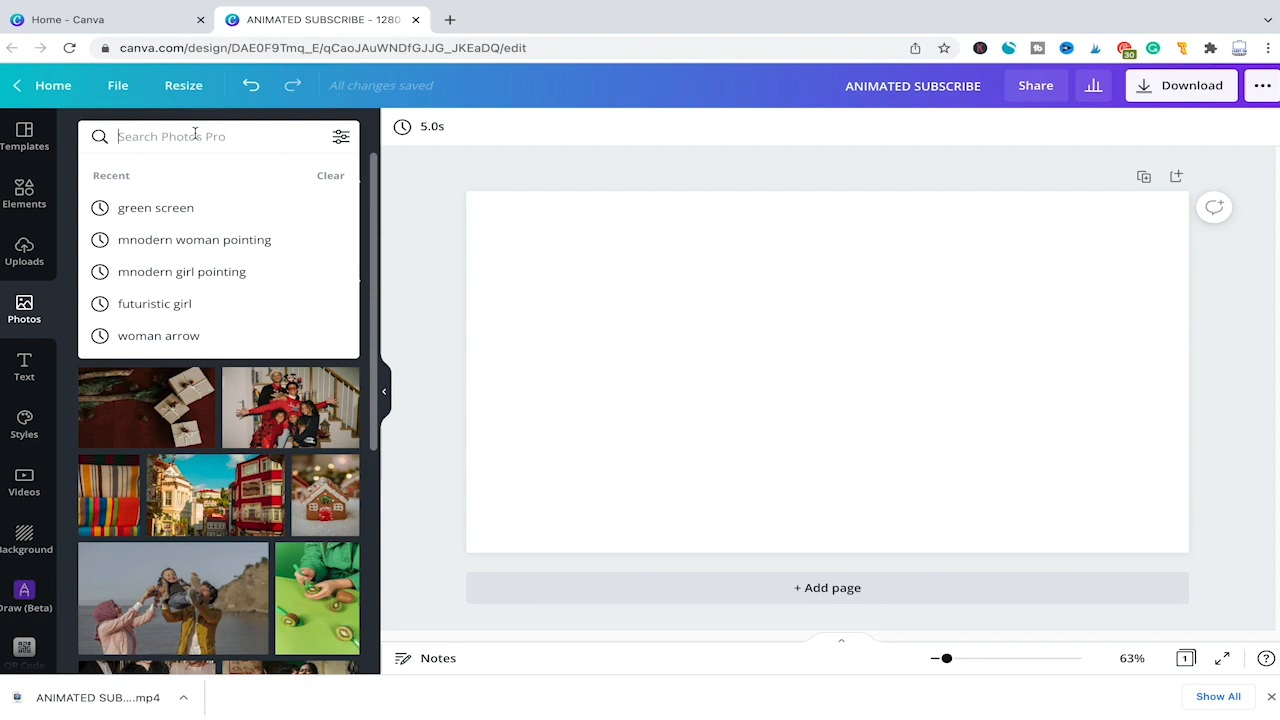 Home - Canva
ANIMATED SUBSCRIBE - 1280
canva.com/design/DAE0F9Tmq_E/qCaoJAuWNDfGJJG_JKEaDQ/edit
30
Home
File
Resize
All changes saved
ANIMATED SUBSCRIBE
Share
Download
Templates
Elements
Uploads
Photos
Text
Styles
Videos
Background
Draw (Beta)
QR Code
Search Photos Pro
Recent
Clear
green screen
mnodern woman pointing
mnodern girl pointing
futuristic girl
woman arrow
5.0s
+ Add page
Notes
63%
1
ANIMATED SUB....mp4
Show All